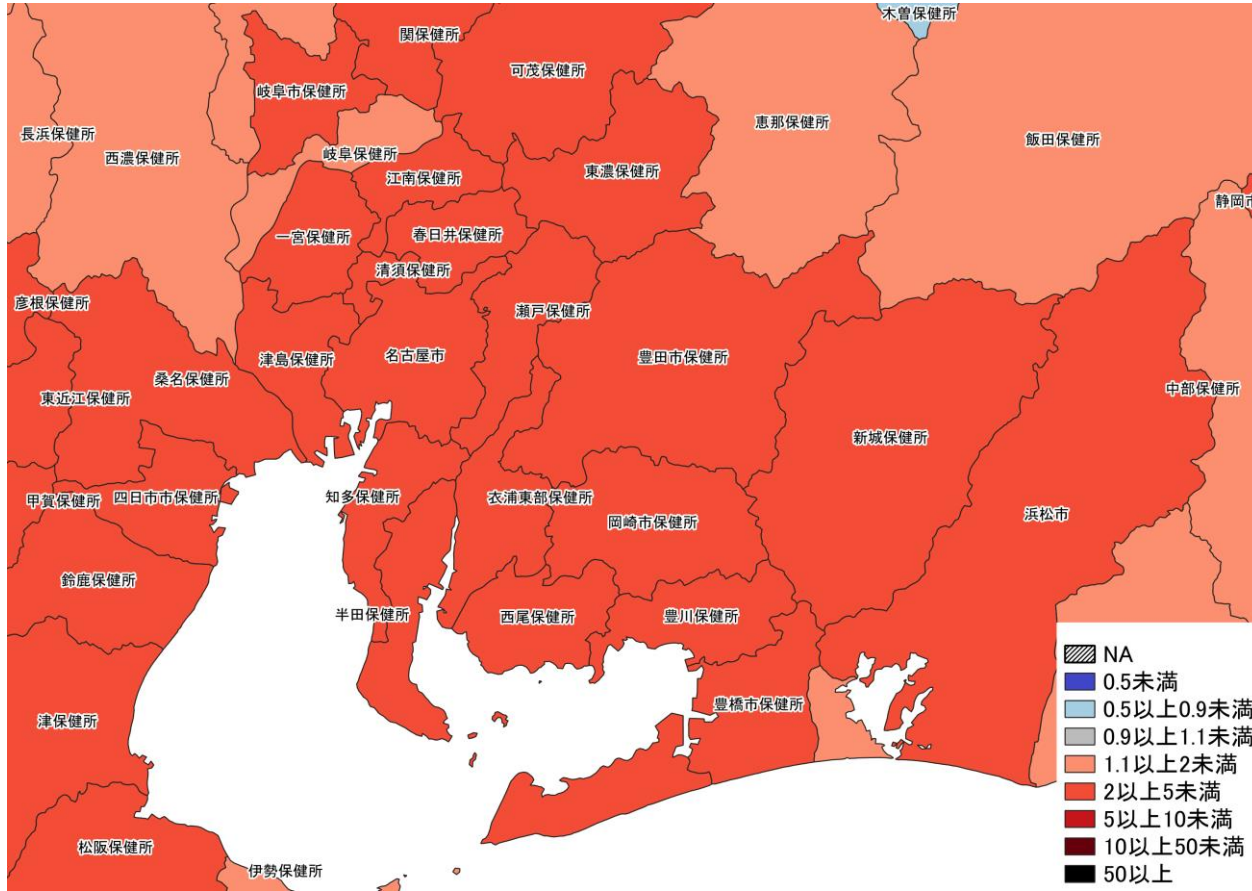 木曽保健所
関保健所
可茂保健所
岐阜市保健所
恵那保健所
長浜保健所
飯田保健所
西濃保健所
岐阜保健所
江南保健所
東濃保健所
静岡市
一宮保健所
春日井保健所
清須保健所
彦根保健所
瀬戸保健所
津島保健所
名古屋市
豊田市保健所
桑名保健所
中部保健所
東近江保健所
新城保健所
甲賀保健所
四日市市保健所
知多保健所
衣浦東部保健所
岡崎市保健所
浜松市
鈴鹿保健所
半田保健所
西尾保健所
豊川保健所
津保健所
豊橋市保健所
松阪保健所
伊勢保健所
NA
0.5未満
0.5以上0.9未満
0.9以上1.1未満
1.1以上2未満
2以上5未満
5以上10未満
10以上50未満
50以上